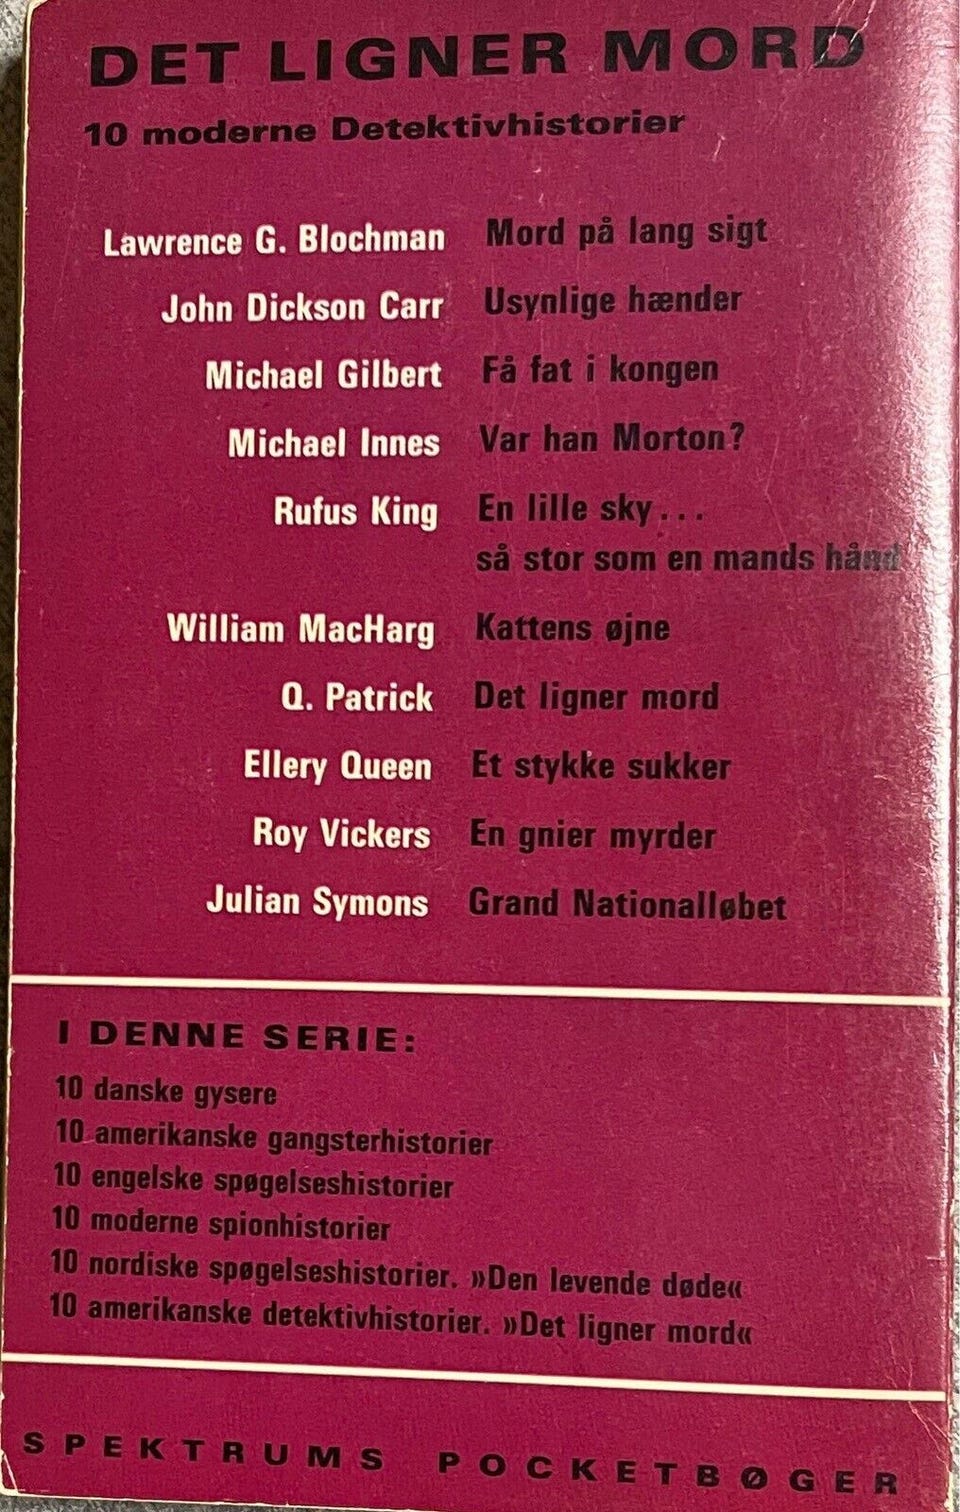 DET LIGNER MORD
10 moderne Detektivhistorier
Lawrence G. Blochman Mord på lang sigt
John Dickson Carr Usynlige hænder
Michael Gilbert Få fat i kongen
Michael Innes Var han Morton?
Rufus King En lille sky...
så stor som en mands hånd
William MacHarg Kattens øjne
Q. Patrick Det ligner mord
Ellery Queen Et stykke sukker
Roy Vickers En gnier myrder
Julian Symons Grand Nationalløbet
I DENNE SERIE:
10 danske gysere
10 amerikanske gangsterhistorier
10 engelske spøgelseshistorier
10 moderne spionhistorier
10 nordiske spøgelseshistorier. »Den levende døde«
10 amerikanske detektivhistorier. »Det ligner mord«
SPEKTRUMS POCKETBØGER